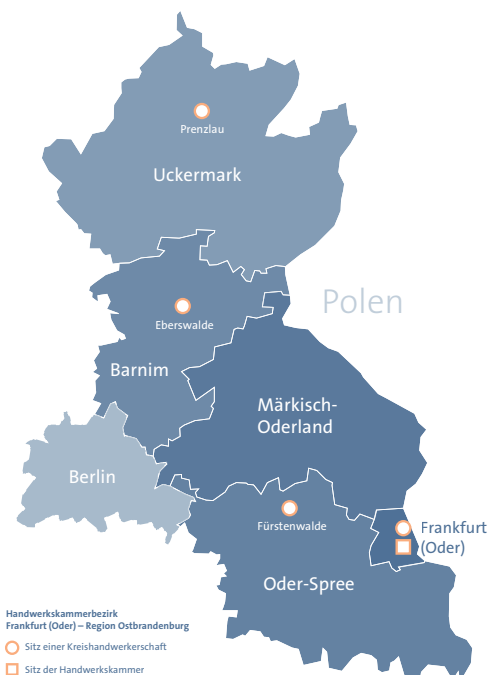 Prenzlau
Uckermark
Polen
Eberswalde
Barnim
Märkisch-
Oderland
Berlin
Fürstenwalde
Frankfurt
(Oder)
Oder-Spree
Handwerkskammerbezirk
Frankfurt (Oder) – Region Ostbrandenburg
Sitz einer Kreishandwerkerschaft
Sitz der Handwerkskammer